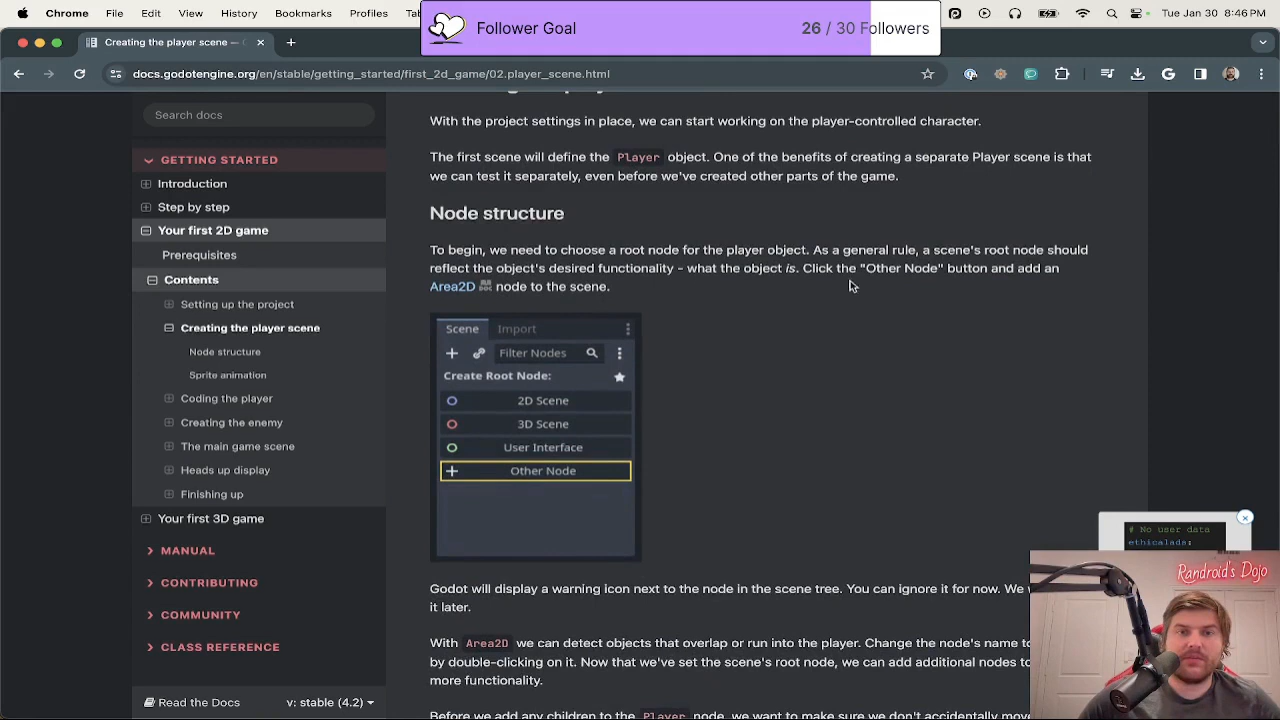 Chrome File Edit View History Bookmarks Profiles
Tue Jan 30 8:46 PM
Follower Goal
26 / 30 Followers
Creating the player scene —
docs.godotengine.org/en/stable/getting_started/first_2d_game/02.player_scene.html
Search docs
GETTING STARTED
Introduction
Step by step
Your first 2D game
Prerequisites
Contents
Setting up the project
Creating the player scene
Node structure
Sprite animation
Coding the player
Creating the enemy
The main game scene
Heads up display
Finishing up
Your first 3D game
MANUAL
CONTRIBUTING
COMMUNITY
CLASS REFERENCE
Read the Docs
v: stable (4.2)
With the project settings in place, we can start working on the player-controlled character.
The first scene will define the Player object. One of the benefits of creating a separate Player scene is that
we can test it separately, even before we've created other parts of the game.
Node structure
To begin, we need to choose a root node for the player object. As a general rule, a scene's root node should
reflect the object's desired functionality - what the object is. Click the "Other Node" button and add an
Area2D node to the scene.
Scene Import
Filter Nodes
Create Root Node:
2D Scene
3D Scene
User Interface
Other Node
Godot will display a warning icon next to the node in the scene tree. You can ignore it for now. We
it later.
With Area2D we can detect objects that overlap or run into the player. Change the node's name to
by double-clicking on it. Now that we've set the scene's root node, we can add additional nodes to
more functionality.
Before we add any children to the Player node, we want to make sure we don't accidentally move
# No user data
ethicalads:
Randroid's Dojo